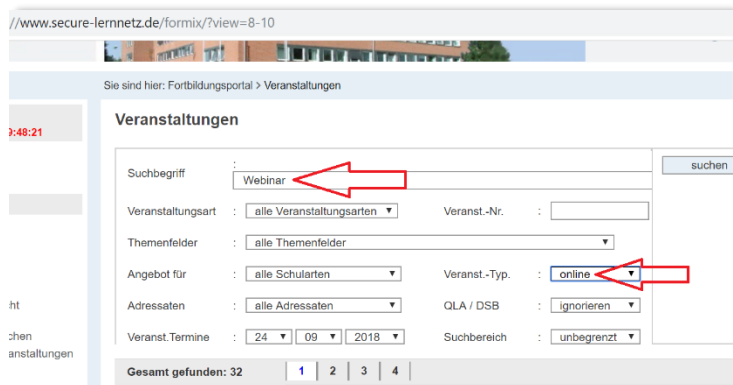 //www.secure-lernnetz.de/formix/?view=8-10
Sie sind hier: Fortbildungsportal > Veranstaltungen
9:48:21
Veranstaltungen
Suchbegriff : Webinar suchen
Veranstaltungsart : alle Veranstaltungsarten Veranst.-Nr. :
Themenfelder : alle Themenfelder
Angebot für : alle Schularten Veranst.-Typ. : online
Adressaten : alle Adressaten QLA / DSB : ignorieren
Veranst.Termine : 24 09 2018 Suchbereich : unbegrenzt
cht
chen
anstaltungen
Gesamt gefunden: 32 1 2 3 4